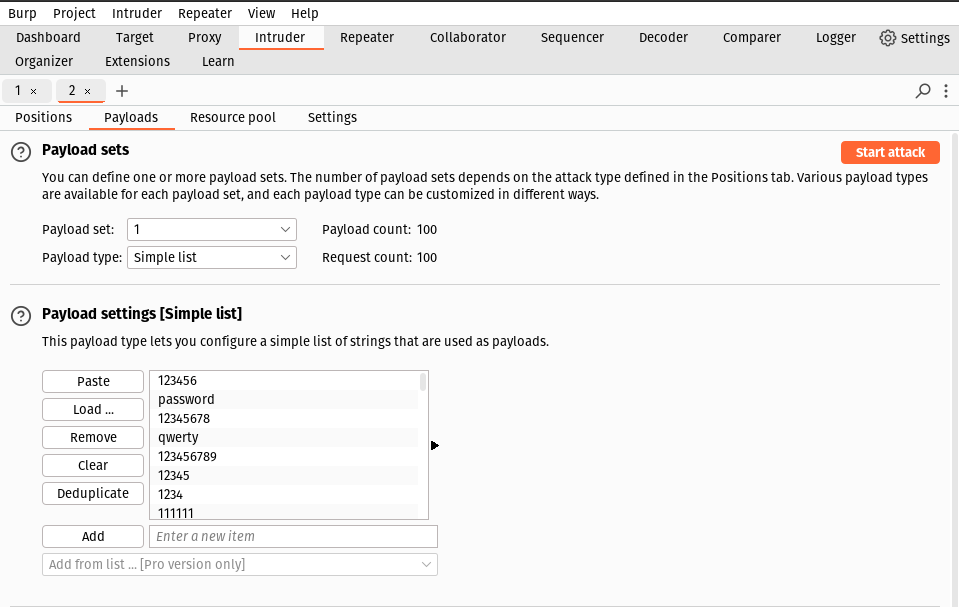 Burp Project Intruder Repeater View Help
Dashboard Target Proxy Intruder Repeater Collaborator Sequencer Decoder Comparer Logger Settings
Organizer Extensions Learn
1 × 2 × +
Positions Payloads Resource pool Settings
? Payload sets Start attack
You can define one or more payload sets. The number of payload sets depends on the attack type defined in the Positions tab. Various payload types
are available for each payload set, and each payload type can be customized in different ways.
Payload set: 1 Payload count: 100
Payload type: Simple list Request count: 100
? Payload settings [Simple list]
This payload type lets you configure a simple list of strings that are used as payloads.
Paste 123456
password
Load ... 12345678
Remove qwerty
123456789
Clear 12345
Deduplicate 1234
111111
Add Enter a new item
Add from list ... [Pro version only]